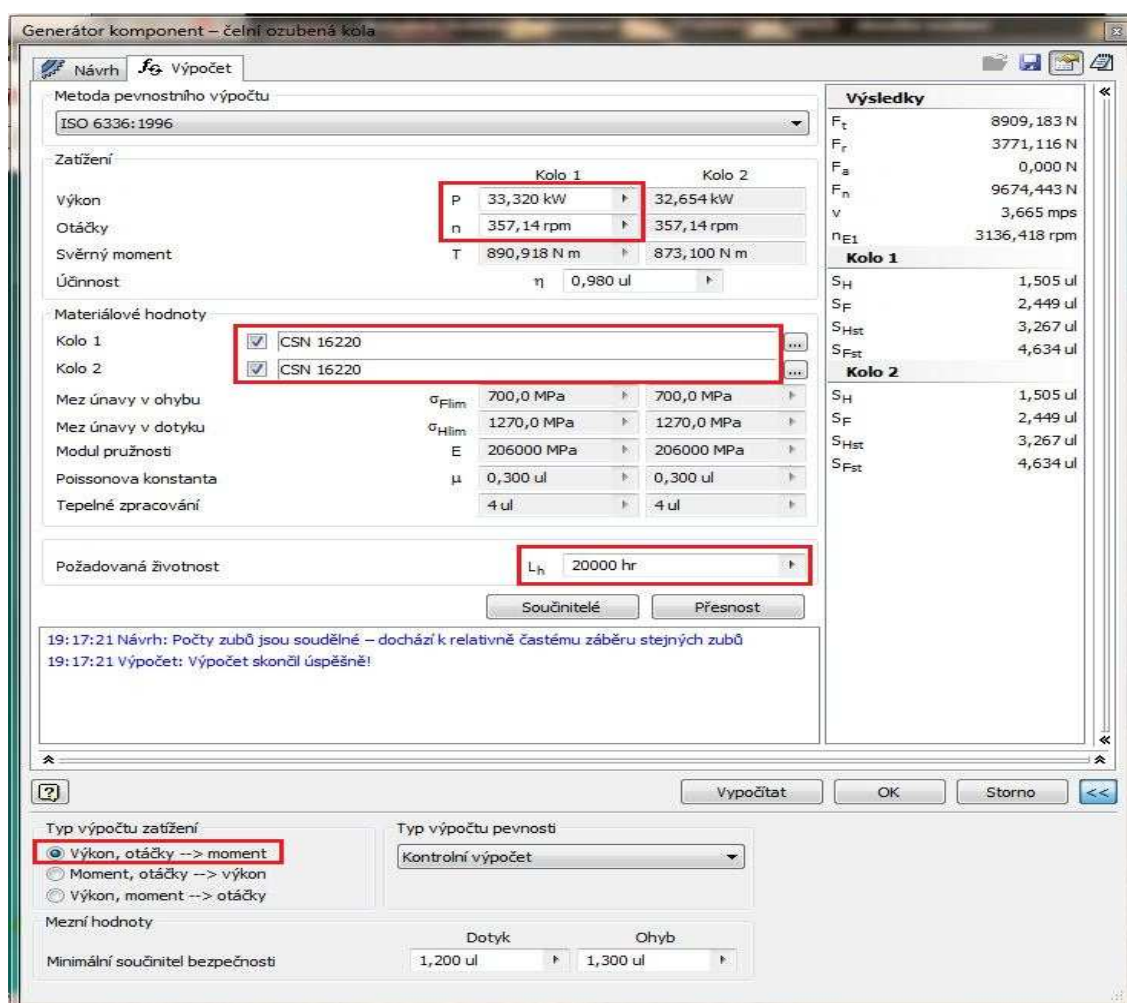 Generátor komponent – čelní ozubená kola
Návrh Výpočet
Metoda pevnostního výpočtu
ISO 6336:1996
Zatížení
Kolo 1 Kolo 2
Výkon P 33,320 kW 32,654 kW
Otáčky n 357,14 rpm 357,14 rpm
Svěrný moment T 890,918 N m 873,100 N m
Účinnost η 0,980 ul
Materiálové hodnoty
Kolo 1 CSN 16220 ...
Kolo 2 CSN 16220 ...
Mez únavy v ohybu σFlim 700,0 MPa 700,0 MPa
Mez únavy v dotyku σHlim 1270,0 MPa 1270,0 MPa
Modul pružnosti E 206000 MPa 206000 MPa
Poissonova konstanta μ 0,300 ul 0,300 ul
Tepelné zpracování 4 ul 4 ul
Požadovaná životnost Lh 20000 hr
Součinitelé Přesnost
19:17:21 Návrh: Počty zubů jsou soudělné – dochází k relativně častému záběru stejných zubů
19:17:21 Výpočet: Výpočet skončil úspěšně!
Výsledky
Ft 8909,183 N
Fr 3771,116 N
Fa 0,000 N
Fn 9674,443 N
v 3,665 mps
nE1 3136,418 rpm
Kolo 1
SH 1,505 ul
SF 2,449 ul
SHst 3,267 ul
SFst 4,634 ul
Kolo 2
SH 1,505 ul
SF 2,449 ul
SHst 3,267 ul
SFst 4,634 ul
Vypočítat OK Storno <<
Typ výpočtu zatížení
Výkon, otáčky --> moment
Moment, otáčky --> výkon
Výkon, moment --> otáčky
Typ výpočtu pevnosti
Kontrolní výpočet
Mezní hodnoty
Dotyk Ohyb
Minimální součinitel bezpečnosti 1,200 ul 1,300 ul